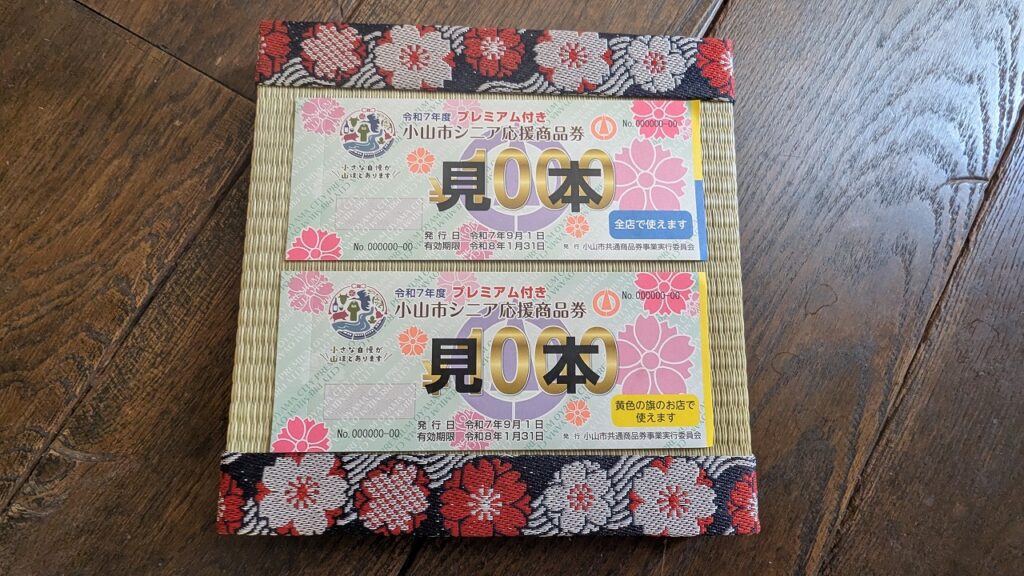 令和7年度 プレミアム付き
小山市シニア応援商品券
No.000000-00
小さな自慢が
山ほどあります
¥1000
見本
全店で使えます
No.000000-00
発行日 令和7年9月1日
有効期限 令和8年1月31日
発行 小山市共通商品券事業実行委員会
令和7年度 プレミアム付き
小山市シニア応援商品券
No.000000-00
小さな自慢が
山ほどあります
¥1000
見本
黄色の旗のお店で
使えます
No.000000-00
発行日 令和7年9月1日
有効期限 令和8年1月31日
発行 小山市共通商品券事業実行委員会